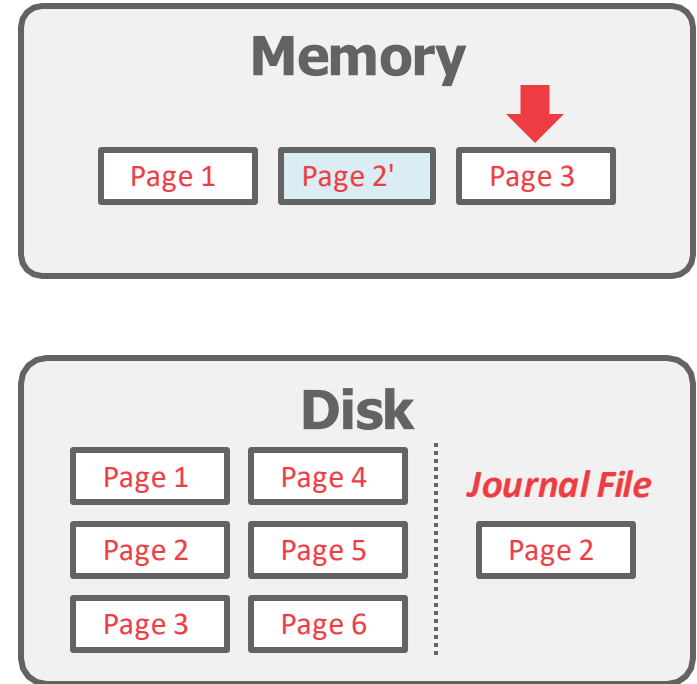 Memory
Page 1
Page 2'
Page 3
Disk
Page 1
Page 4
Journal File
Page 2
Page 5
Page 2
Page 3
Page 6